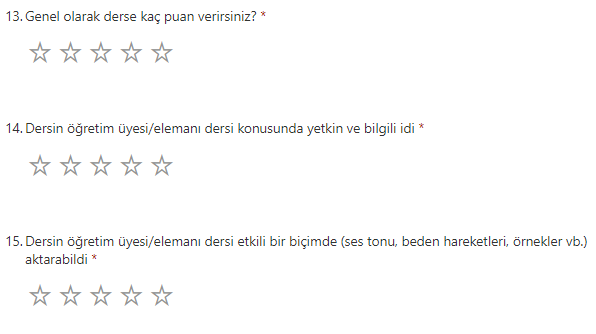 13. Genel olarak derse kaç puan verirsiniz? *
14. Dersin öğretim üyesi/elemanı dersi konusunda yetkin ve bilgili idi *
15. Dersin öğretim üyesi/elemanı dersi etkili bir biçimde (ses tonu, beden hareketleri, örnekler vb.)
aktarabildi *